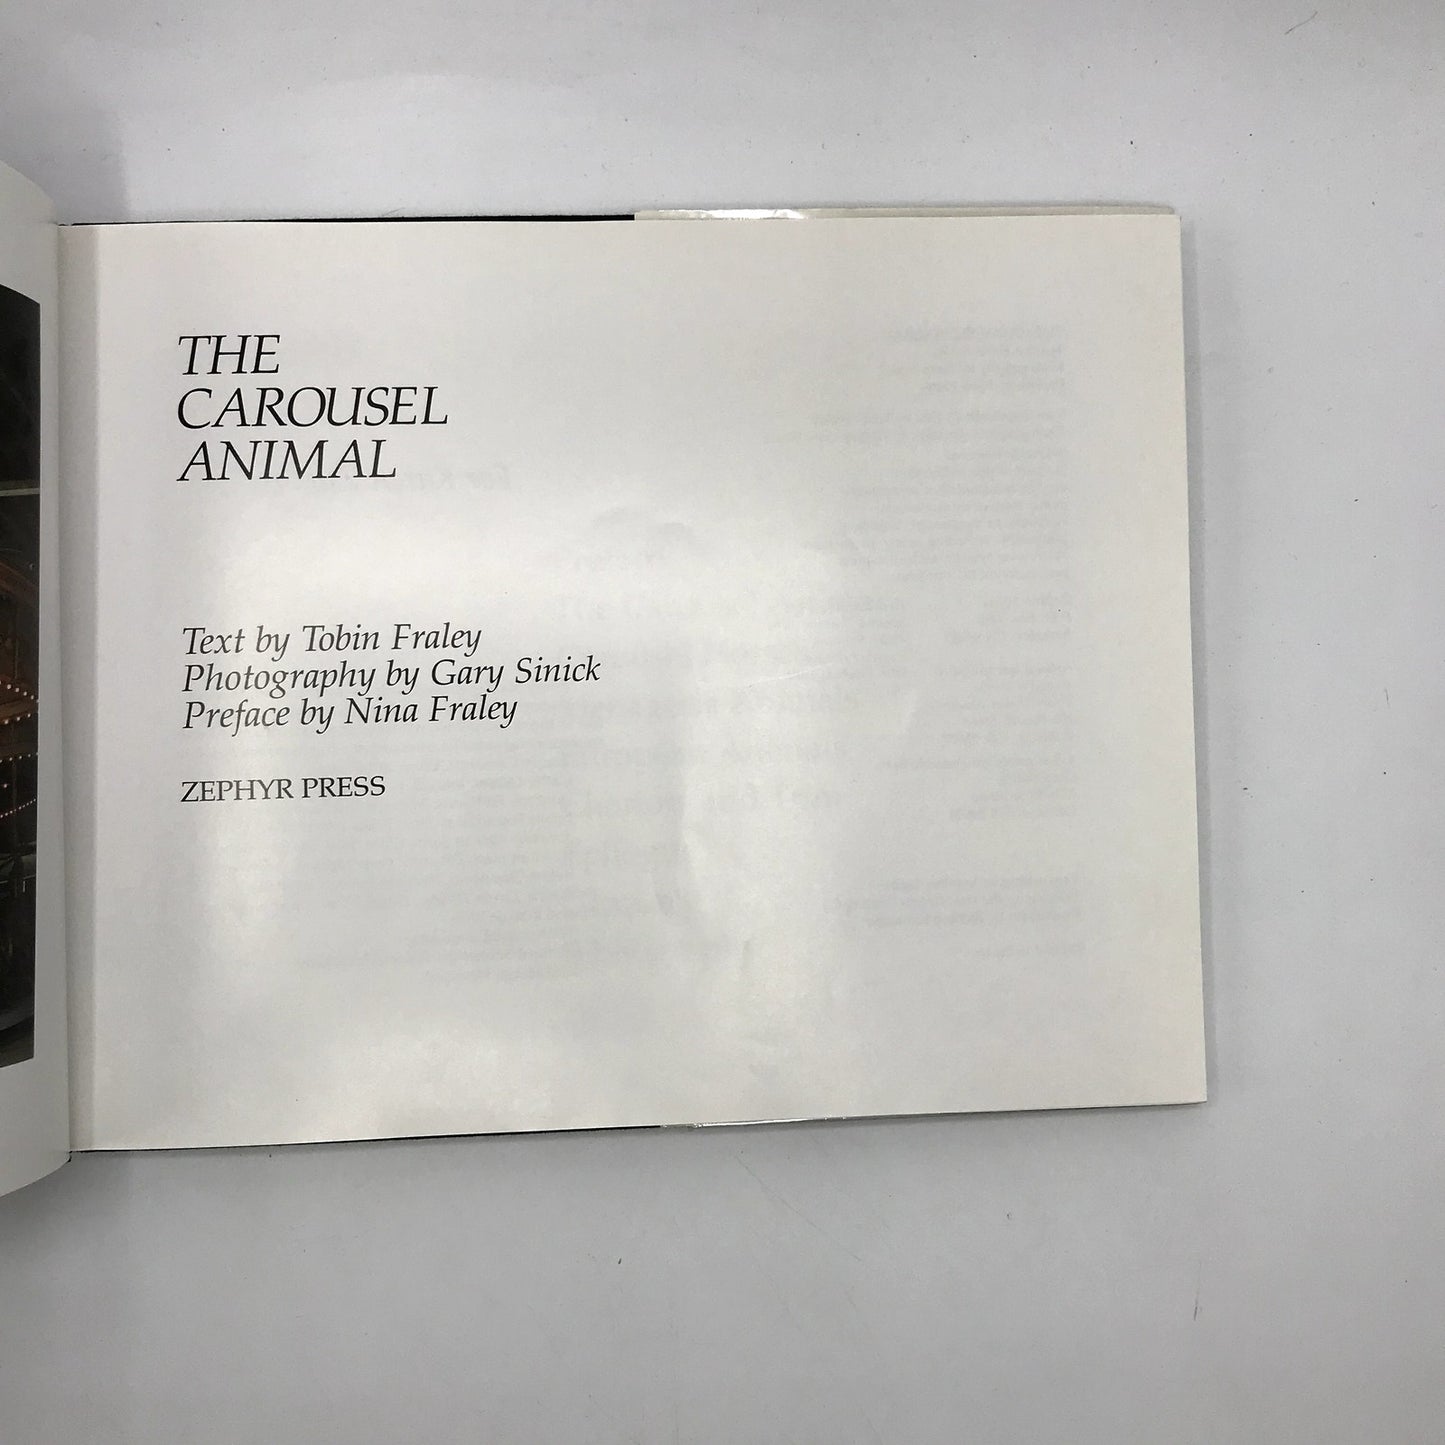 THE
CAROUSEL
ANIMAL
Text by Tobin Fraley
Photography by Gary Sinick
Preface by Nina Fraley
ZEPHYR PRESS